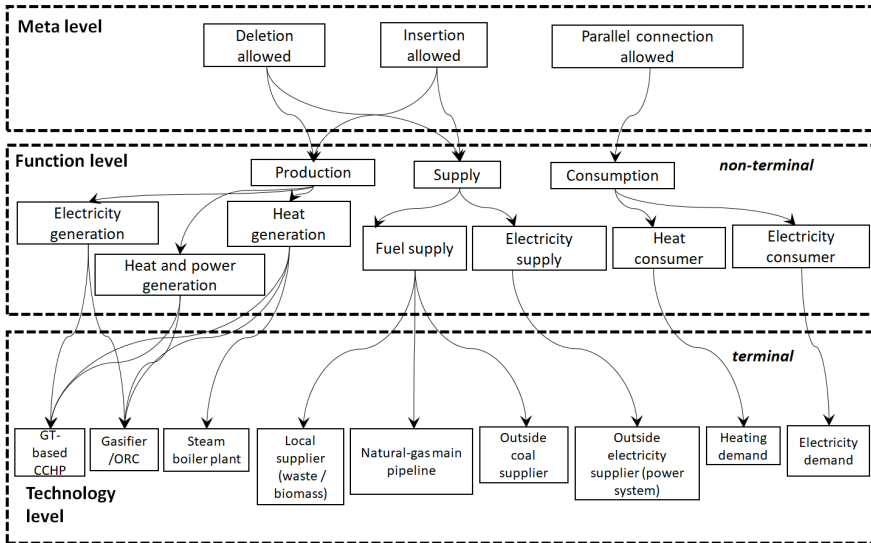 Meta level
Deletion
allowed
Insertion
allowed
Parallel connection
allowed
Function level
non-terminal
Production
Supply
Consumption
Electricity
generation
Heat and power
generation
Heat
generation
Fuel supply
Electricity
supply
Heat
consumer
Electricity
consumer
terminal
GT-
based
CCHP
Gasifier
/ORC
Steam
boiler plant
Local
supplier
(waste /
biomass)
Natural-gas main
pipeline
Outside
coal
supplier
Outside
electricity
supplier (power
system)
Heating
demand
Electricity
demand
Technology
level